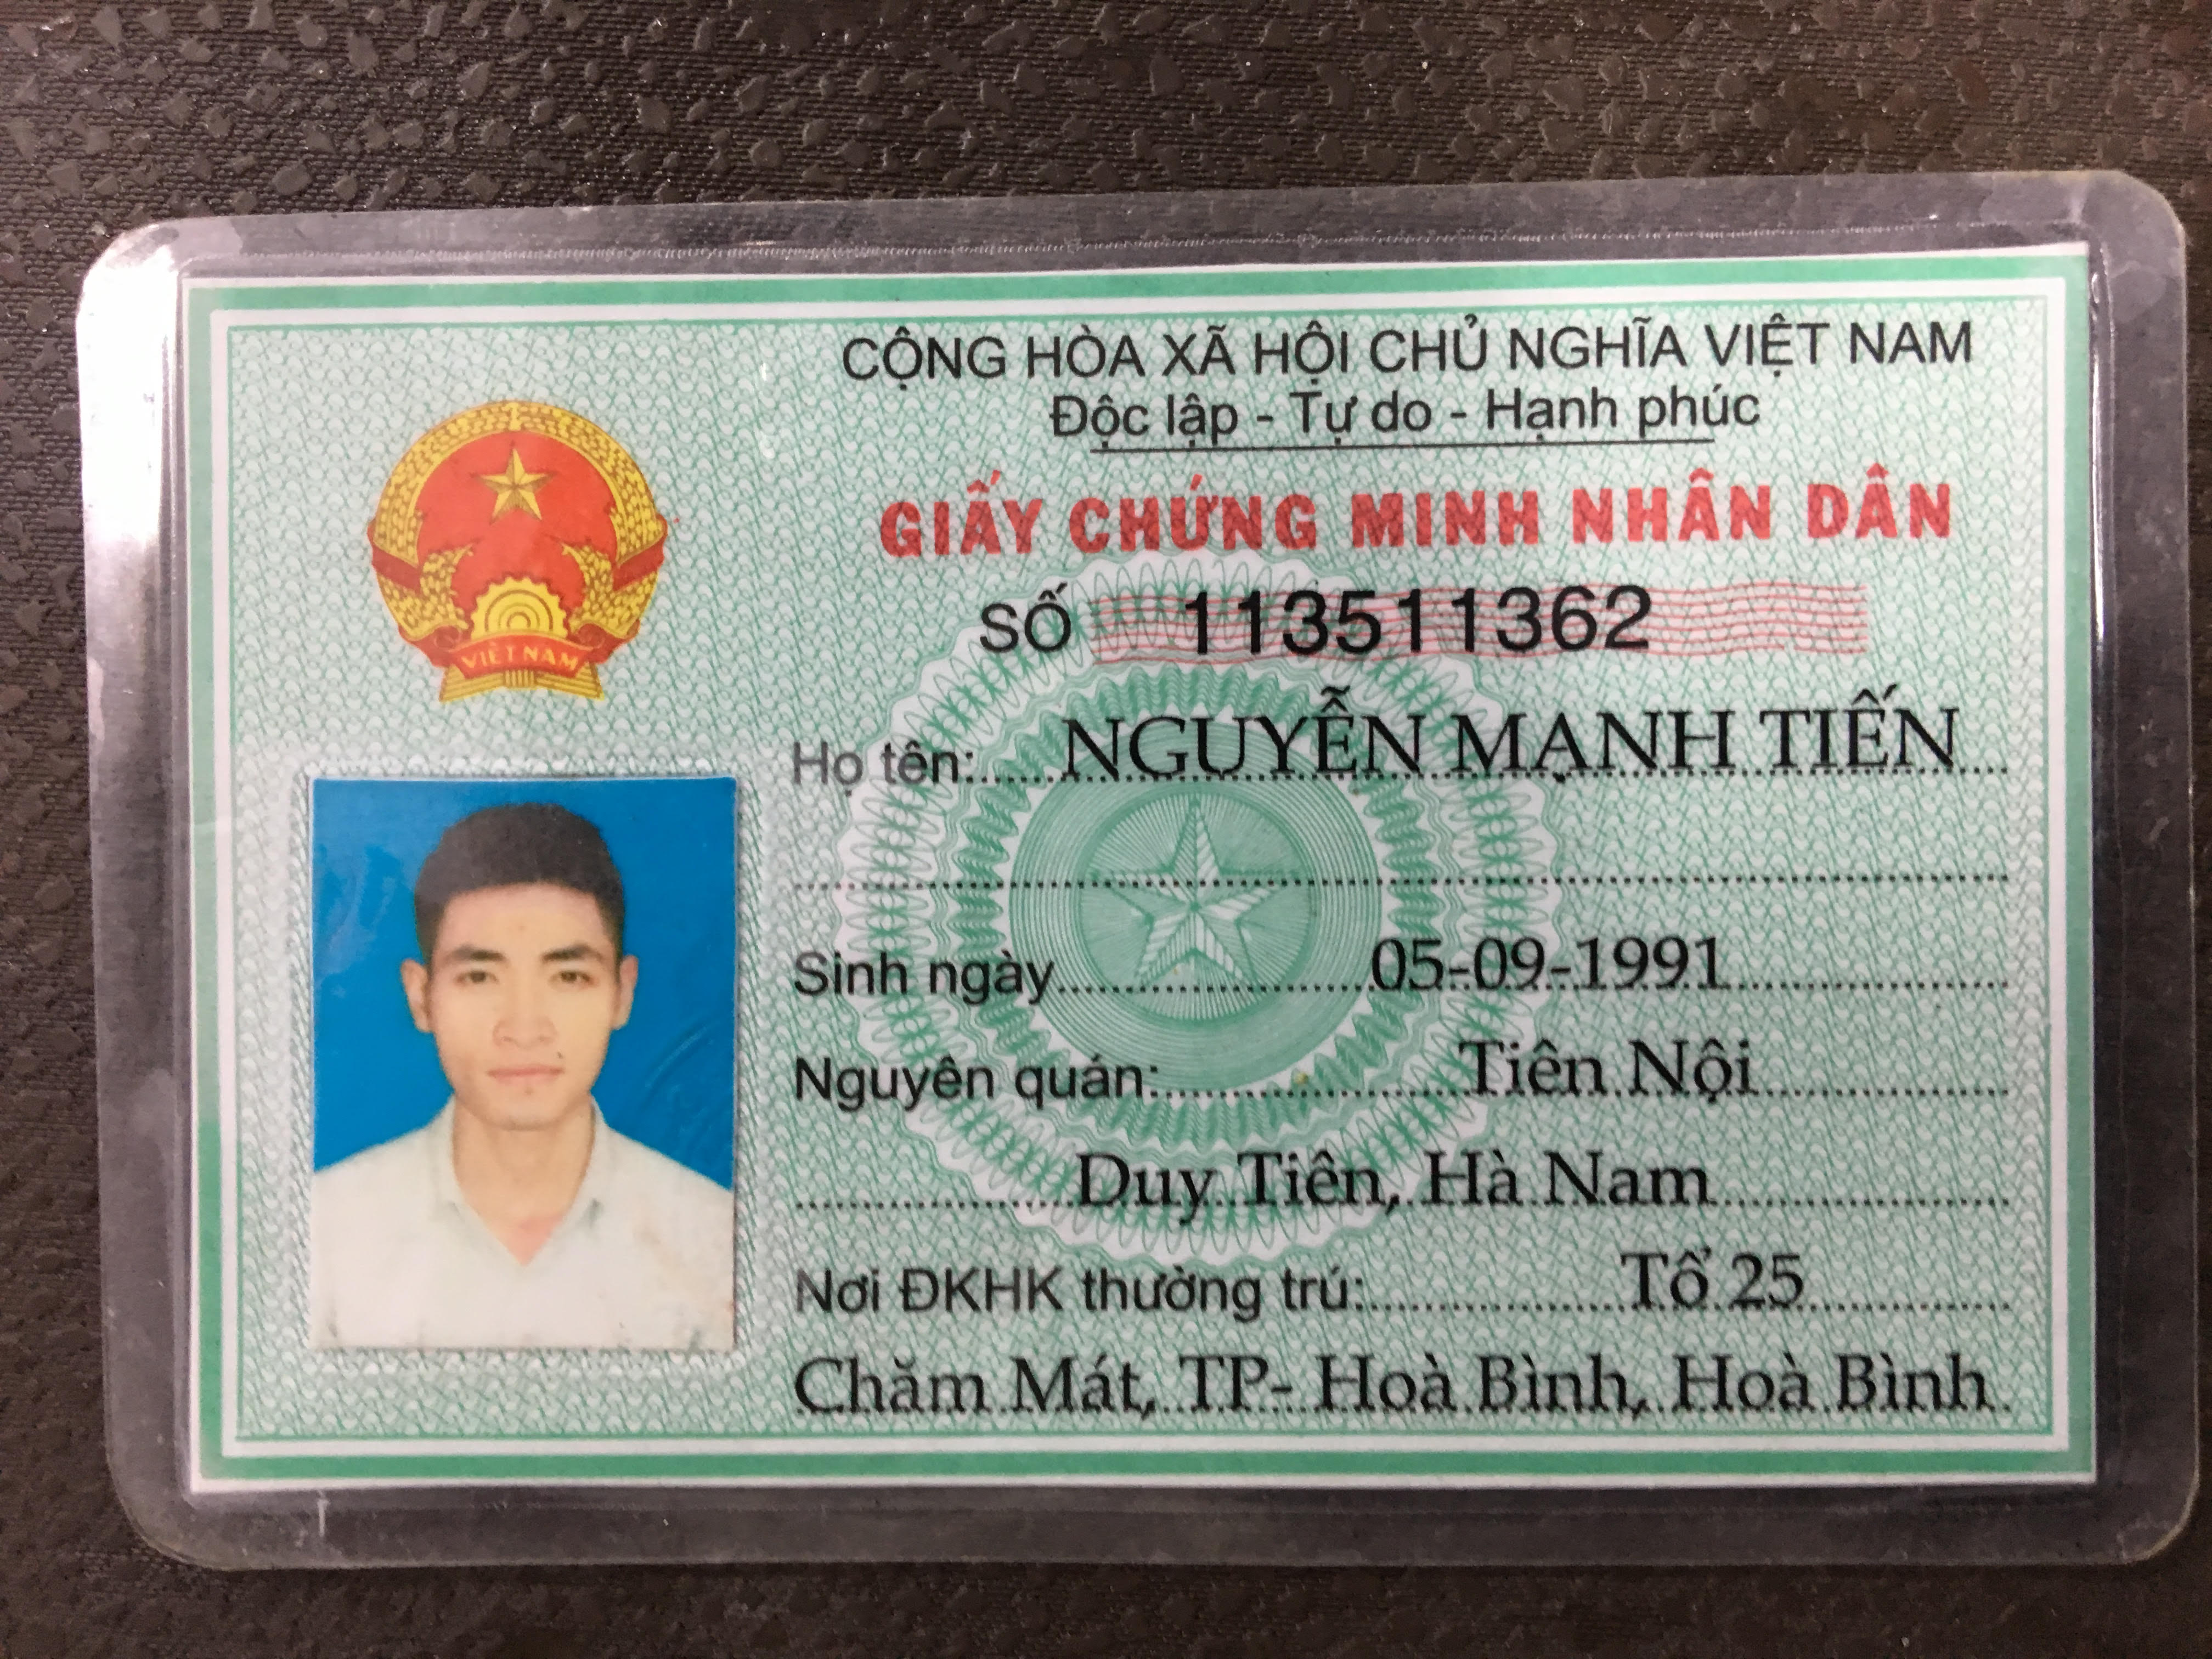 CỘNG HÒA XÃ HỘI CHỦ NGHĨA VIỆT NAM
Độc lập - Tự do - Hạnh phúc
GIẤY CHỨNG MINH NHÂN DÂN
SỐ 113511362
VIỆT NAM
Họ tên: NGUYỄN MẠNH TIẾN
Sinh ngày 05-09-1991
Nguyên quán: Tiên Nội
Duy Tiên, Hà Nam
Nơi ĐKHK thường trú: Tổ 25
Chăm Mát, TP- Hoà Bình, Hoà Bình